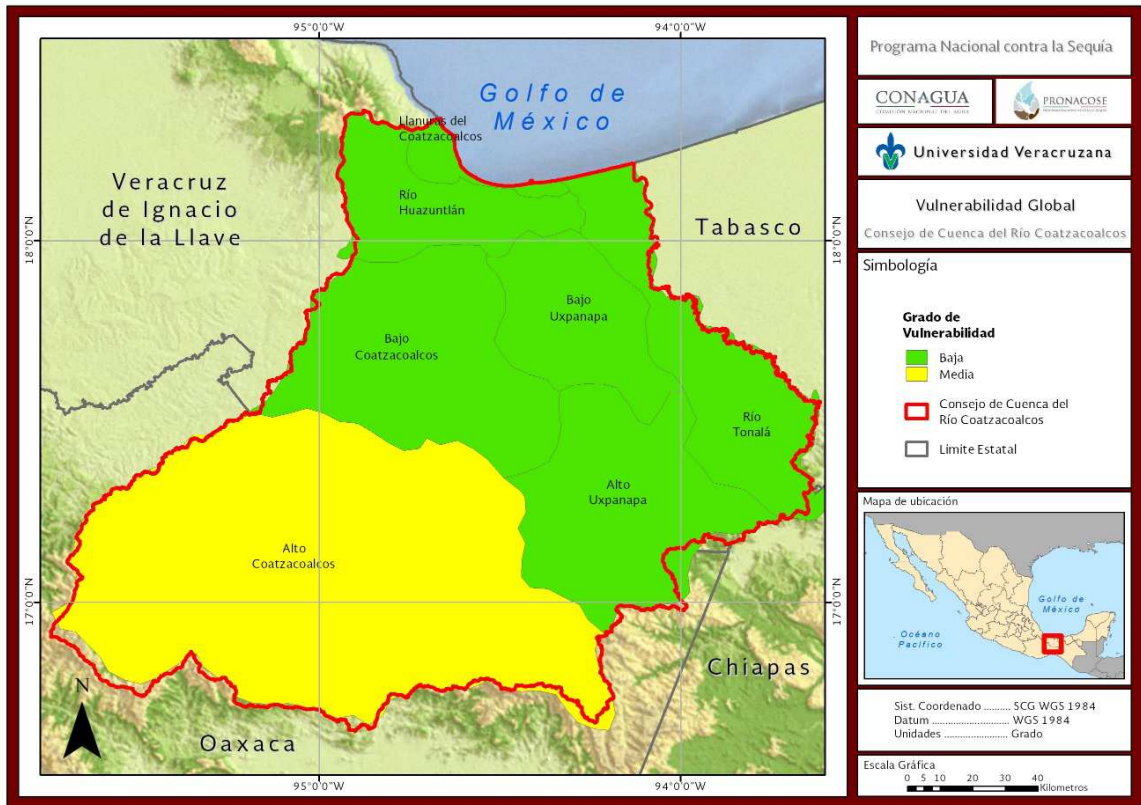 95°0'0"W
94°0'0"W
Golfo de
México
Llanuras del
Coatzacoalcos
Veracruz
de Ignacio
de la Llave
Río
Huazuntlán
Tabasco
18°0'0"N
18°0'0"N
Bajo
Uxpanapa
Bajo
Coatzacoalcos
Río
Tonalá
Alto
Uxpanapa
Alto
Coatzacoalcos
17°0'0"N
17°0'0"N
Chiapas
N
Oaxaca
95°0'0"W
94°0'0"W
Programa Nacional contra la Sequía
CONAGUA
COMISIÓN NACIONAL DEL AGUA
PRONACOSE
Universidad Veracruzana
Vulnerabilidad Global
Consejo de Cuenca del Río Coatzacoalcos
Simbología
Grado de
Vulnerabilidad
Baja
Media
Consejo de Cuenca del
Río Coatzacoalcos
Limite Estatal
Mapa de ubicación
Golfo de
México
Océano
Pacífico
Sist. Coordenado ......... SCG WGS 1984
Datum ........................... WGS 1984
Unidades ...................... Grado
Escala Gráfica
0 5 10 20 30 40
Kilometros